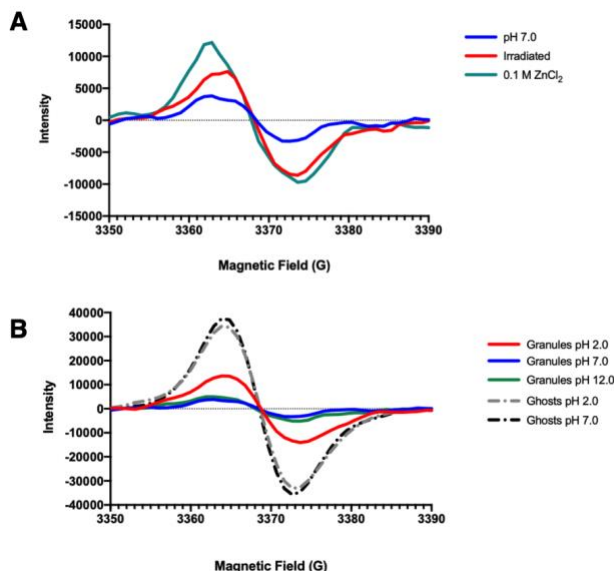 A
15000
10000
5000
0
-5000
-10000
-15000
Intensity
3350 3360 3370 3380 3390
Magnetic Field (G)
pH 7.0
Irradiated
0.1 M ZnCl₂
B
40000
30000
20000
10000
0
-10000
-20000
-30000
-40000
Intensity
3350 3360 3370 3380 3390
Magnetic Field (G)
Granules pH 2.0
Granules pH 7.0
Granules pH 12.0
Ghosts pH 2.0
Ghosts pH 7.0